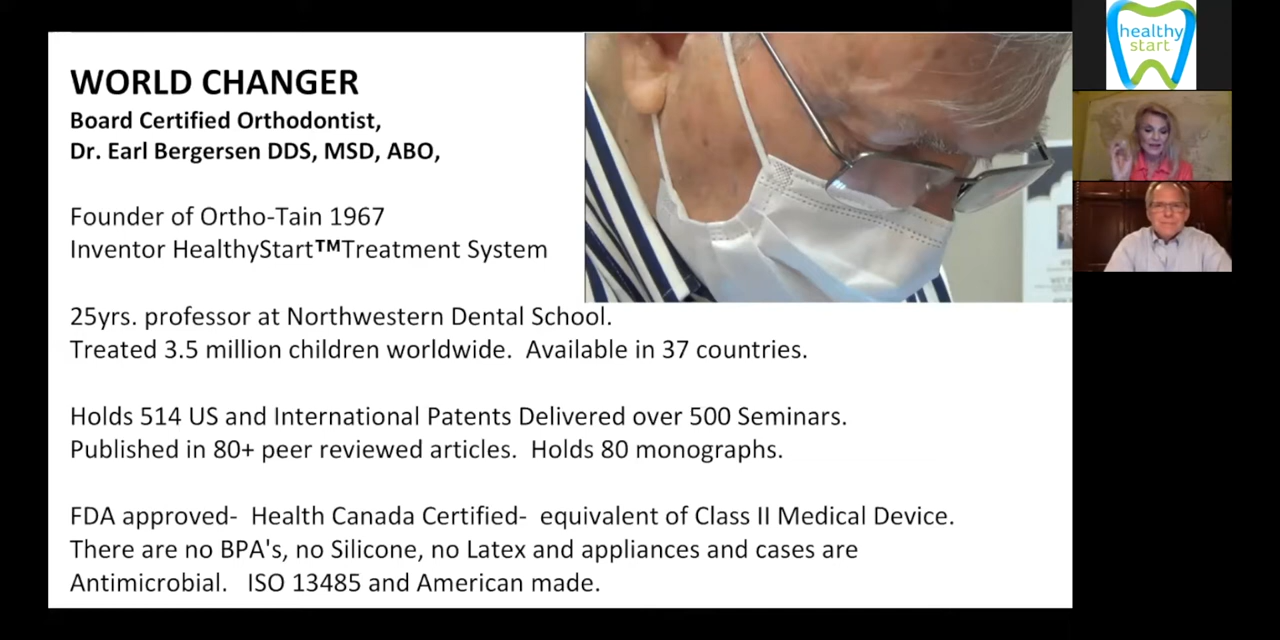 WORLD CHANGER
Board Certified Orthodontist,
Dr. Earl Bergersen DDS, MSD, ABO,
Founder of Ortho-Tain 1967
Inventor HealthyStart™Treatment System
25yrs. professor at Northwestern Dental School.
Treated 3.5 million children worldwide.  Available in 37 countries.
Holds 514 US and International Patents Delivered over 500 Seminars.
Published in 80+ peer reviewed articles.  Holds 80 monographs.
FDA approved-  Health Canada Certified-  equivalent of Class II Medical Device.
There are no BPA's, no Silicone, no Latex and appliances and cases are
Antimicrobial.   ISO 13485 and American made.
healthy
start